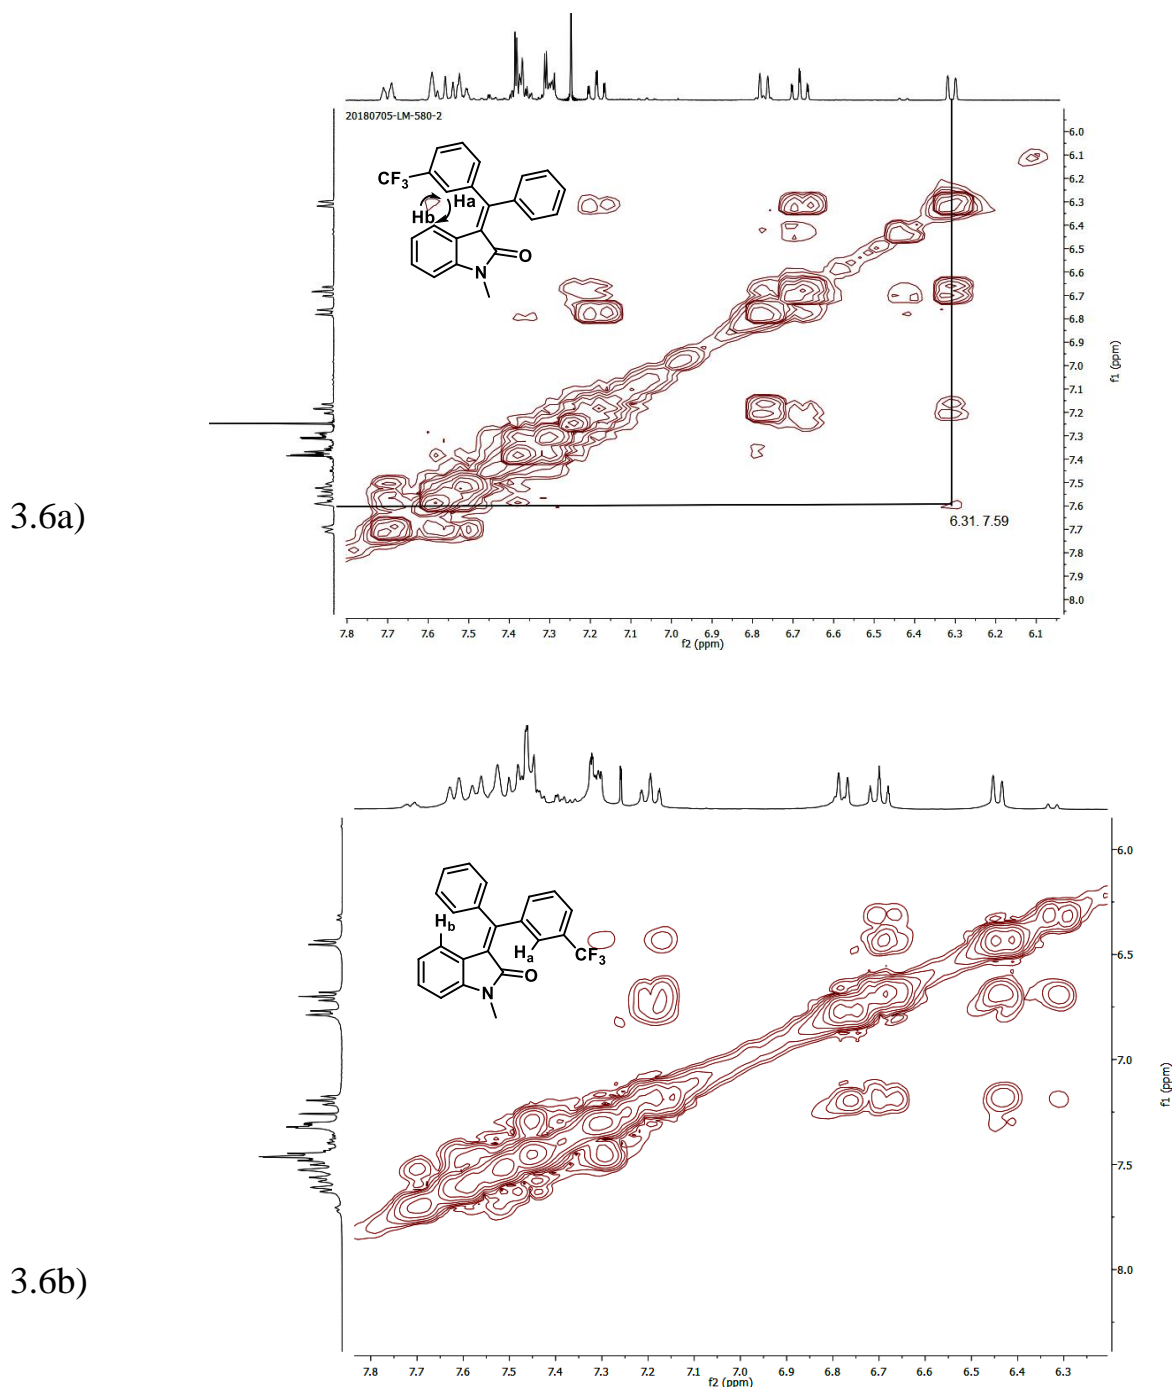 20180705-LM-580-2
CF3
Ha
Hb
O
N
6.0
6.1
6.2
6.3
6.4
6.5
6.6
6.7
6.8
6.9
7.0
7.1
7.2
7.3
7.4
7.5
7.6
7.7
7.8
7.9
8.0
f1 (ppm)
3.6a)
6.31. 7.59
7.8 7.7 7.6 7.5 7.4 7.3 7.2 7.1 7.0 6.9 6.8 6.7 6.6 6.5 6.4 6.3 6.2 6.1
f2 (ppm)
Hb
Ha
CF3
O
N
6.0
6.5
7.0
7.5
8.0
f1 (ppm)
3.6b)
7.8 7.7 7.6 7.5 7.4 7.3 7.2 7.1 7.0 6.9 6.8 6.7 6.6 6.5 6.4 6.3
f2 (ppm)